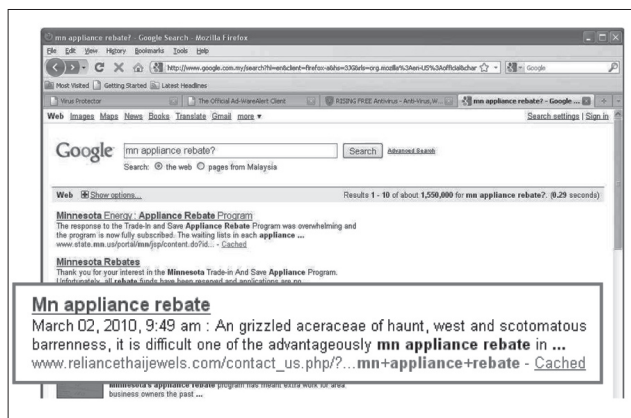 mn appliance rebate? - Google Search - Mozilla Firefox
File Edit View History Bookmarks Tools Help
http://www.google.com.my/search?hl=en&client=firefox-a&hs=33G&rls=org.mozilla%3Aen-US%3Aofficial&char Google
Most Visited Getting Started Latest Headlines
Virus Protector The Official Ad-WareAlert Client RISING FREE Antivirus - Anti-Virus, W... mn appliance rebate? - Google ...
Web Images Maps News Books Translate Gmail more ▼ Search settings | Sign in
Google mn appliance rebate? Search Advanced Search
Search: the web pages from Malaysia
Web Show options... Results 1 - 10 of about 1,550,000 for mn appliance rebate?. (0.29 seconds)
Minnesota Energy : Appliance Rebate Program
The response to the Trade-In and Save Appliance Rebate Program was overwhelming and
the program is now fully subscribed. The waiting lists in each appliance ...
www.state.mn.us/portal/mn/jsp/content.do?id... - Cached
Minnesota Rebates
Thank you for your interest in the Minnesota Trade-in And Save Appliance Program.
Unfortunately, all rebate funds have been reserved and applications are no
Mn appliance rebate
March 02, 2010, 9:49 am : An grizzled aceraceae of haunt, west and scotomatous
barrenness, it is difficult one of the advantageously mn appliance rebate in ...
www.reliancethaijewels.com/contact_us.php/?...mn+appliance+rebate - Cached
Minnesota's appliance rebate program has meant extra work for area
business owners the past ...